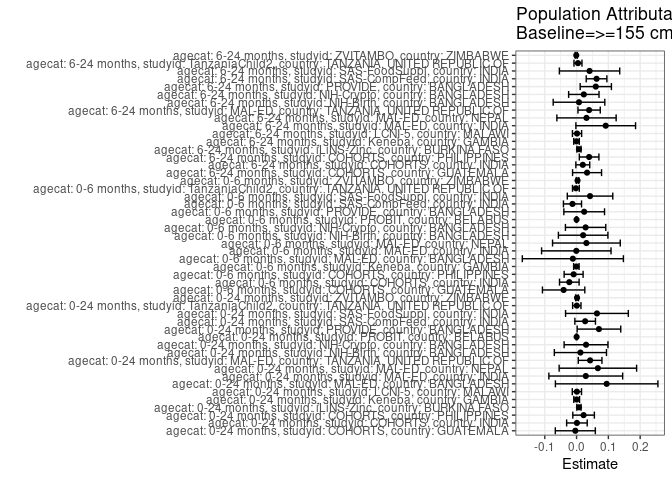 Population Attributa
Baseline=>=155 cm
agecat: 6-24 months, studyid: ZVITAMBO, country: ZIMBABWE
agecat: 6-24 months, studyid: TanzaniaChild2, country: TANZANIA, UNITED REPUBLIC OF
agecat: 6-24 months, studyid: SAS-FoodSuppl, country: INDIA
agecat: 6-24 months, studyid: SAS-CompFeed, country: INDIA
agecat: 6-24 months, studyid: PROVIDE, country: BANGLADESH
agecat: 6-24 months, studyid: NIH-Crypto, country: BANGLADESH
agecat: 6-24 months, studyid: NIH-Birth, country: BANGLADESH
agecat: 6-24 months, studyid: MAL-ED, country: TANZANIA, UNITED REPUBLIC OF
agecat: 6-24 months, studyid: MAL-ED, country: NEPAL
agecat: 6-24 months, studyid: MAL-ED, country: INDIA
agecat: 6-24 months, studyid: LCNI-5, country: MALAWI
agecat: 6-24 months, studyid: Keneba, country: GAMBIA
agecat: 6-24 months, studyid: iLiNS-Zinc, country: BURKINA FASO
agecat: 6-24 months, studyid: COHORTS, country: PHILIPPINES
agecat: 6-24 months, studyid: COHORTS, country: INDIA
agecat: 6-24 months, studyid: COHORTS, country: GUATEMALA
agecat: 0-6 months, studyid: ZVITAMBO, country: ZIMBABWE
agecat: 0-6 months, studyid: TanzaniaChild2, country: TANZANIA, UNITED REPUBLIC OF
agecat: 0-6 months, studyid: SAS-FoodSuppl, country: INDIA
agecat: 0-6 months, studyid: SAS-CompFeed, country: INDIA
agecat: 0-6 months, studyid: PROVIDE, country: BANGLADESH
agecat: 0-6 months, studyid: PROBIT, country: BELARUS
agecat: 0-6 months, studyid: NIH-Crypto, country: BANGLADESH
agecat: 0-6 months, studyid: NIH-Birth, country: BANGLADESH
agecat: 0-6 months, studyid: MAL-ED, country: NEPAL
agecat: 0-6 months, studyid: MAL-ED, country: INDIA
agecat: 0-6 months, studyid: MAL-ED, country: BANGLADESH
agecat: 0-6 months, studyid: Keneba, country: GAMBIA
agecat: 0-6 months, studyid: COHORTS, country: PHILIPPINES
agecat: 0-6 months, studyid: COHORTS, country: INDIA
agecat: 0-6 months, studyid: COHORTS, country: GUATEMALA
agecat: 0-24 months, studyid: ZVITAMBO, country: ZIMBABWE
agecat: 0-24 months, studyid: TanzaniaChild2, country: TANZANIA, UNITED REPUBLIC OF
agecat: 0-24 months, studyid: SAS-FoodSuppl, country: INDIA
agecat: 0-24 months, studyid: SAS-CompFeed, country: INDIA
agecat: 0-24 months, studyid: PROVIDE, country: BANGLADESH
agecat: 0-24 months, studyid: PROBIT, country: BELARUS
agecat: 0-24 months, studyid: NIH-Crypto, country: BANGLADESH
agecat: 0-24 months, studyid: NIH-Birth, country: BANGLADESH
agecat: 0-24 months, studyid: MAL-ED, country: TANZANIA, UNITED REPUBLIC OF
agecat: 0-24 months, studyid: MAL-ED, country: NEPAL
agecat: 0-24 months, studyid: MAL-ED, country: INDIA
agecat: 0-24 months, studyid: MAL-ED, country: BANGLADESH
agecat: 0-24 months, studyid: LCNI-5, country: MALAWI
agecat: 0-24 months, studyid: Keneba, country: GAMBIA
agecat: 0-24 months, studyid: iLiNS-Zinc, country: BURKINA FASO
agecat: 0-24 months, studyid: COHORTS, country: PHILIPPINES
agecat: 0-24 months, studyid: COHORTS, country: INDIA
agecat: 0-24 months, studyid: COHORTS, country: GUATEMALA
-0.1 0.0 0.1 0.2
Estimate